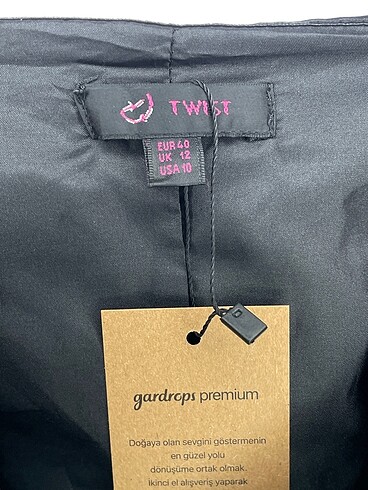 TWIST
EUR 40
UK 12
USA 10
gardrops premium
Doğaya olan sevgini göstermenin
en güzel yolu
dönüşüme ortak olmak.
İkinci el alışveriş yaparak